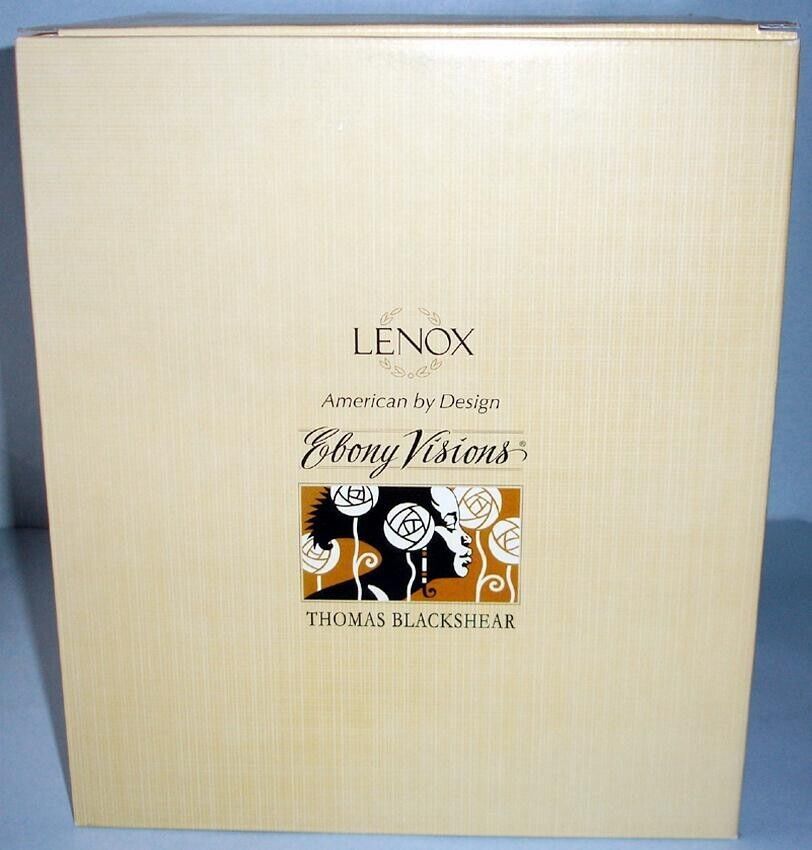 LENOX
American by Design
Ebony Visions®
THOMAS BLACKSHEAR